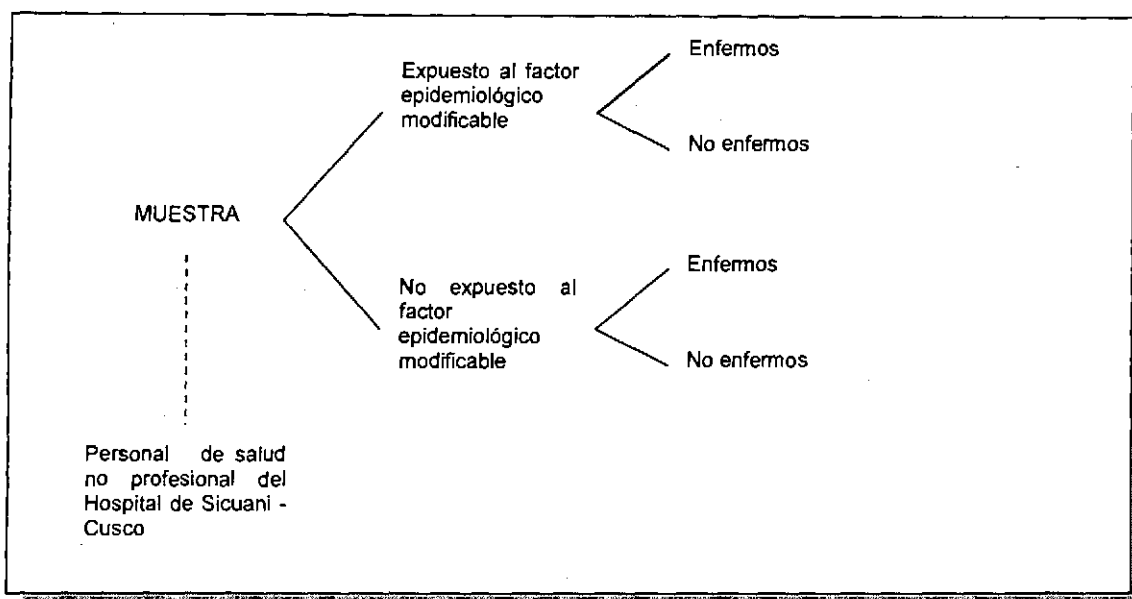 Enfermos
Expuesto al factor
epidemiológico
modificable
No enfermos
MUESTRA
Enfermos
No expuesto al
factor
epidemiológico
modificable
No enfermos
Personal de salud
no profesional del
Hospital de Sicuani -
Cusco